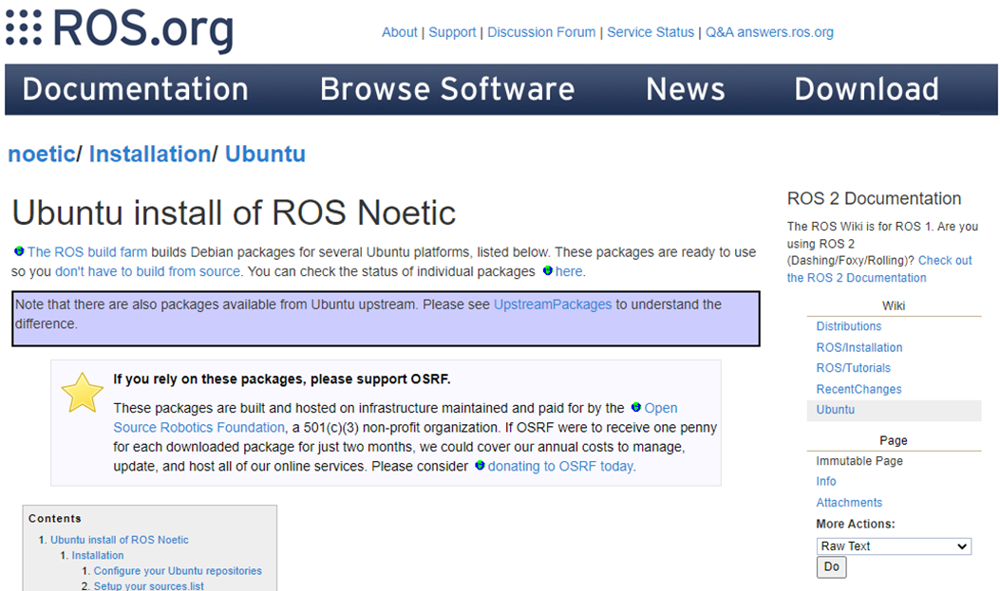 ROS.org
About | Support | Discussion Forum | Service Status | Q&A answers.ros.org
Documentation Browse Software News Download
noetic/ Installation/ Ubuntu
Ubuntu install of ROS Noetic
The ROS build farm builds Debian packages for several Ubuntu platforms, listed below. These packages are ready to use
so you don't have to build from source. You can check the status of individual packages here.
Note that there are also packages available from Ubuntu upstream. Please see UpstreamPackages to understand the
difference.
If you rely on these packages, please support OSRF.
These packages are built and hosted on infrastructure maintained and paid for by the Open
Source Robotics Foundation, a 501(c)(3) non-profit organization. If OSRF were to receive one penny
for each downloaded package for just two months, we could cover our annual costs to manage,
update, and host all of our online services. Please consider donating to OSRF today.
Contents
1. Ubuntu install of ROS Noetic
1. Installation
1. Configure your Ubuntu repositories
2. Setup your sources.list
ROS 2 Documentation
The ROS Wiki is for ROS 1. Are you
using ROS 2
(Dashing/Foxy/Rolling)? Check out
the ROS 2 Documentation
Wiki
Distributions
ROS/Installation
ROS/Tutorials
RecentChanges
Ubuntu
Page
Immutable Page
Info
Attachments
More Actions:
Raw Text
Do